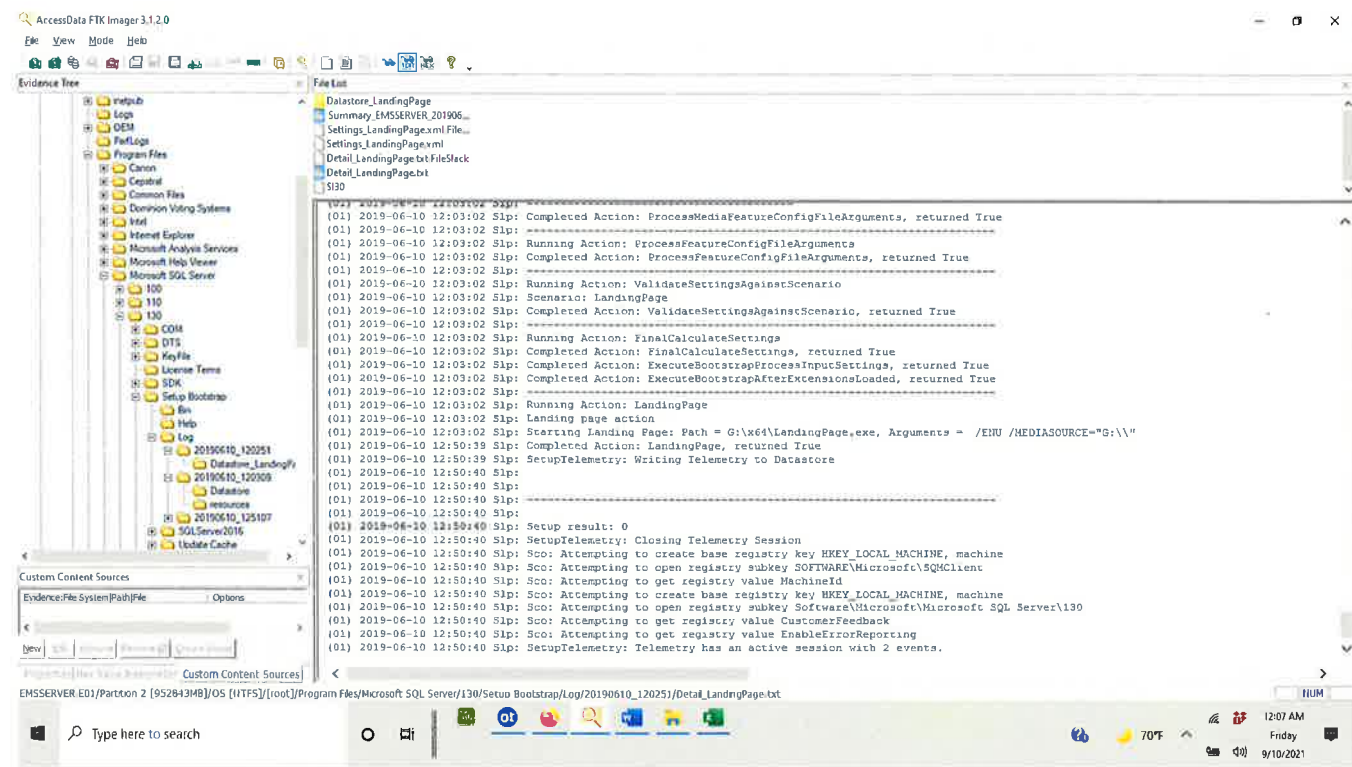 AccessData FTK Imager 3.1.2.0
File View Mode Help
Evidence Tree
File List
inetpub
Logs
OEM
PerfLogs
Program Files
Canon
Cepstral
Common Files
Dominion Voting Systems
Intel
Internet Explorer
Microsoft Analysis Services
Microsoft Help Viewer
Microsoft SQL Server
100
110
130
COM
DTS
KeyFile
License Terms
SDK
Setup Bootstrap
Bin
Help
Log
20190610_120251
Datastore_LandingPa
20190610_120309
Datastore
resources
20190610_125107
SQLServer2016
Update Cache
Custom Content Sources
Evidence:File System|Path|File Options
New
Custom Content Sources
Datastore_LandingPage
Summary_EMSSERVER_201906...
Settings_LandingPage.xml.File...
Settings_LandingPage.xml
Detail_LandingPage.txt.FileSlack
Detail_LandingPage.txt
$I30
(01) 2019-06-10 12:03:02 Slp: ----------------------------------------
(01) 2019-06-10 12:03:02 Slp: Completed Action: ProcessMediaFeatureConfigFileArguments, returned True
(01) 2019-06-10 12:03:02 Slp: ----------------------------------------------------------------------
(01) 2019-06-10 12:03:02 Slp: Running Action: ProcessFeatureConfigFileArguments
(01) 2019-06-10 12:03:02 Slp: Completed Action: ProcessFeatureConfigFileArguments, returned True
(01) 2019-06-10 12:03:02 Slp: ----------------------------------------------------------------------
(01) 2019-06-10 12:03:02 Slp: Running Action: ValidateSettingsAgainstScenario
(01) 2019-06-10 12:03:02 Slp: Scenario: LandingPage
(01) 2019-06-10 12:03:02 Slp: Completed Action: ValidateSettingsAgainstScenario, returned True
(01) 2019-06-10 12:03:02 Slp: ----------------------------------------------------------------------
(01) 2019-06-10 12:03:02 Slp: Running Action: FinalCalculateSettings
(01) 2019-06-10 12:03:02 Slp: Completed Action: FinalCalculateSettings, returned True
(01) 2019-06-10 12:03:02 Slp: Completed Action: ExecuteBootstrapProcessInputSettings, returned True
(01) 2019-06-10 12:03:02 Slp: Completed Action: ExecuteBootstrapAfterExtensionsLoaded, returned True
(01) 2019-06-10 12:03:02 Slp: ----------------------------------------------------------------------
(01) 2019-06-10 12:03:02 Slp: Running Action: LandingPage
(01) 2019-06-10 12:03:02 Slp: Landing page action
(01) 2019-06-10 12:03:02 Slp: Starting Landing Page: Path = G:\x64\LandingPage.exe, Arguments = /ENU /MEDIASOURCE="G:\\"
(01) 2019-06-10 12:50:39 Slp: Completed Action: LandingPage, returned True
(01) 2019-06-10 12:50:39 Slp: SetupTelemetry: Writing Telemetry to Datastore
(01) 2019-06-10 12:50:40 Slp:
(01) 2019-06-10 12:50:40 Slp:
(01) 2019-06-10 12:50:40 Slp: ----------------------------------------------------------------------
(01) 2019-06-10 12:50:40 Slp:
(01) 2019-06-10 12:50:40 Slp: Setup result: 0
(01) 2019-06-10 12:50:40 Slp: SetupTelemetry: Closing Telemetry Session
(01) 2019-06-10 12:50:40 Slp: Sco: Attempting to create base registry key HKEY_LOCAL_MACHINE, machine
(01) 2019-06-10 12:50:40 Slp: Sco: Attempting to open registry subkey SOFTWARE\Microsoft\SQMClient
(01) 2019-06-10 12:50:40 Slp: Sco: Attempting to get registry value MachineId
(01) 2019-06-10 12:50:40 Slp: Sco: Attempting to create base registry key HKEY_LOCAL_MACHINE, machine
(01) 2019-06-10 12:50:40 Slp: Sco: Attempting to open registry subkey Software\Microsoft\Microsoft SQL Server\130
(01) 2019-06-10 12:50:40 Slp: Sco: Attempting to get registry value CustomerFeedback
(01) 2019-06-10 12:50:40 Slp: Sco: Attempting to get registry value EnableErrorReporting
(01) 2019-06-10 12:50:40 Slp: SetupTelemetry: Telemetry has an active session with 2 events.
EMSSERVER.E01/Partition 2 [952843MB]/OS [NTFS]/[root]/Program Files/Microsoft SQL Server/130/Setup Bootstrap/Log/20190610_120251/Detail_LandingPage.txt
NUM
Type here to search
ot
70°F
12:07 AM
Friday
9/10/2021